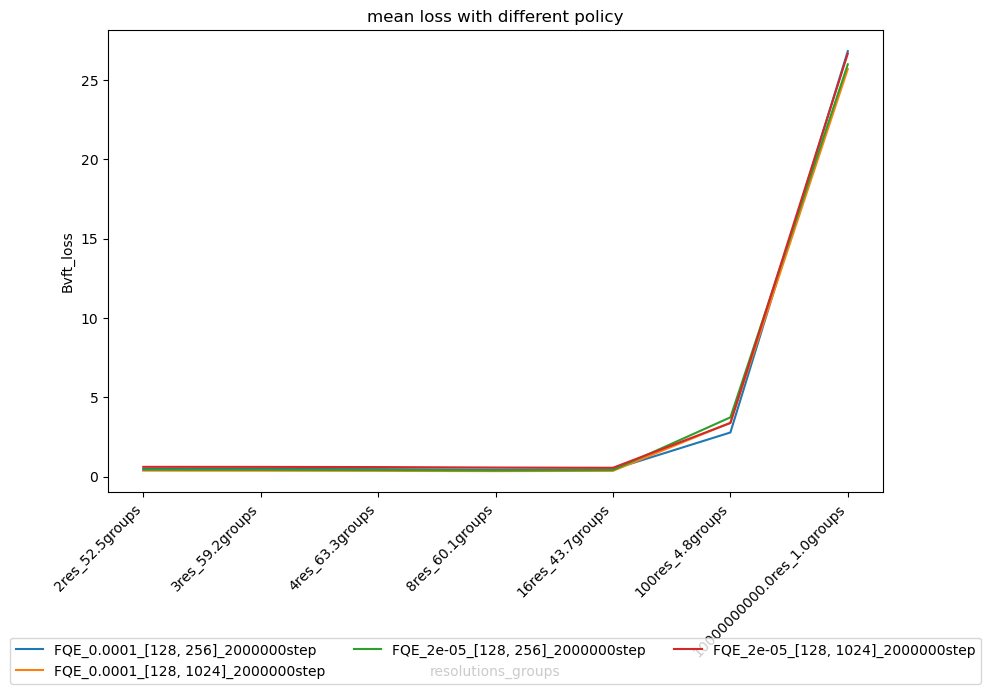 mean loss with different policy
25
20
15
10
5
0
Bvft_loss
2res_52.5groups
3res_59.2groups
4res_63.3groups
8res_60.1groups
16res_43.7groups
100res_4.8groups
10000000000.0res_1.0groups
resolutions_groups
FQE_0.0001_[128, 256]_2000000step
FQE_0.0001_[128, 1024]_2000000step
FQE_2e-05_[128, 256]_2000000step
FQE_2e-05_[128, 1024]_2000000step